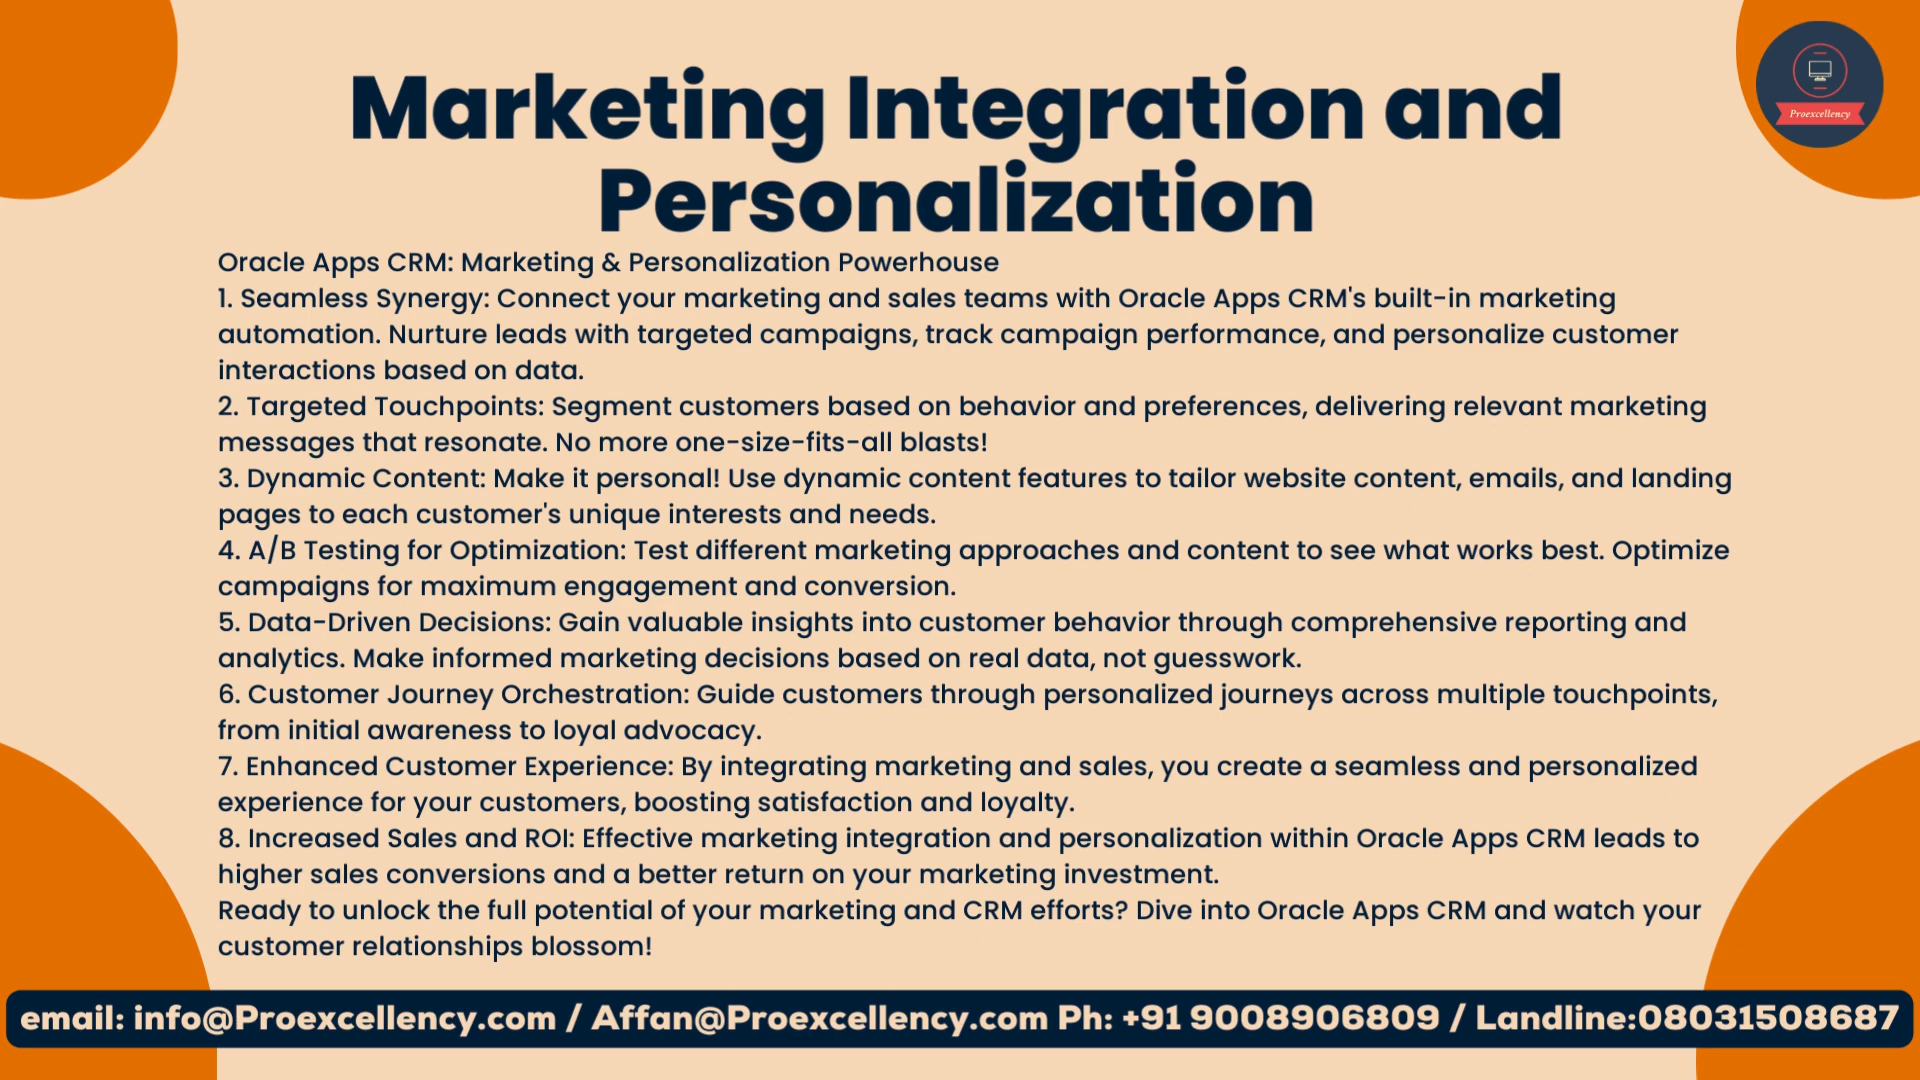 Marketing Integration and
Personalization
Proexcellency
Oracle Apps CRM: Marketing & Personalization Powerhouse
1. Seamless Synergy: Connect your marketing and sales teams with Oracle Apps CRM's built-in marketing
automation. Nurture leads with targeted campaigns, track campaign performance, and personalize customer
interactions based on data.
2. Targeted Touchpoints: Segment customers based on behavior and preferences, delivering relevant marketing
messages that resonate. No more one-size-fits-all blasts!
3. Dynamic Content: Make it personal! Use dynamic content features to tailor website content, emails, and landing
pages to each customer's unique interests and needs.
4. A/B Testing for Optimization: Test different marketing approaches and content to see what works best. Optimize
campaigns for maximum engagement and conversion.
5. Data-Driven Decisions: Gain valuable insights into customer behavior through comprehensive reporting and
analytics. Make informed marketing decisions based on real data, not guesswork.
6. Customer Journey Orchestration: Guide customers through personalized journeys across multiple touchpoints,
from initial awareness to loyal advocacy.
7. Enhanced Customer Experience: By integrating marketing and sales, you create a seamless and personalized
experience for your customers, boosting satisfaction and loyalty.
8. Increased Sales and ROI: Effective marketing integration and personalization within Oracle Apps CRM leads to
higher sales conversions and a better return on your marketing investment.
Ready to unlock the full potential of your marketing and CRM efforts? Dive into Oracle Apps CRM and watch your
customer relationships blossom!
email: info@Proexcellency.com / Affan@Proexcellency.com Ph: +91 9008906809 / Landline:08031508687